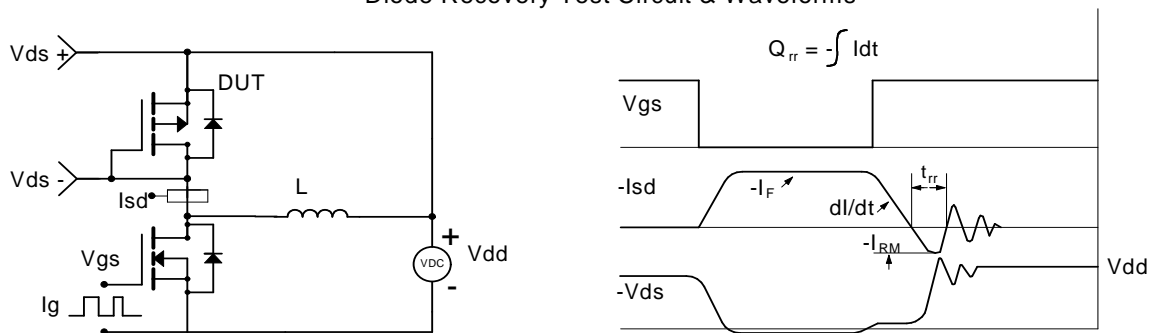 Diode Recovery Test Circuit & Waveforms
Vds +
DUT
Vds -
Isd
L
Vgs
Ig
+
VDC
-
Vdd
Q rr = -∫ Idt
Vgs
-Isd
-I F
dI/dt
t rr
-I RM
Vdd
-Vds